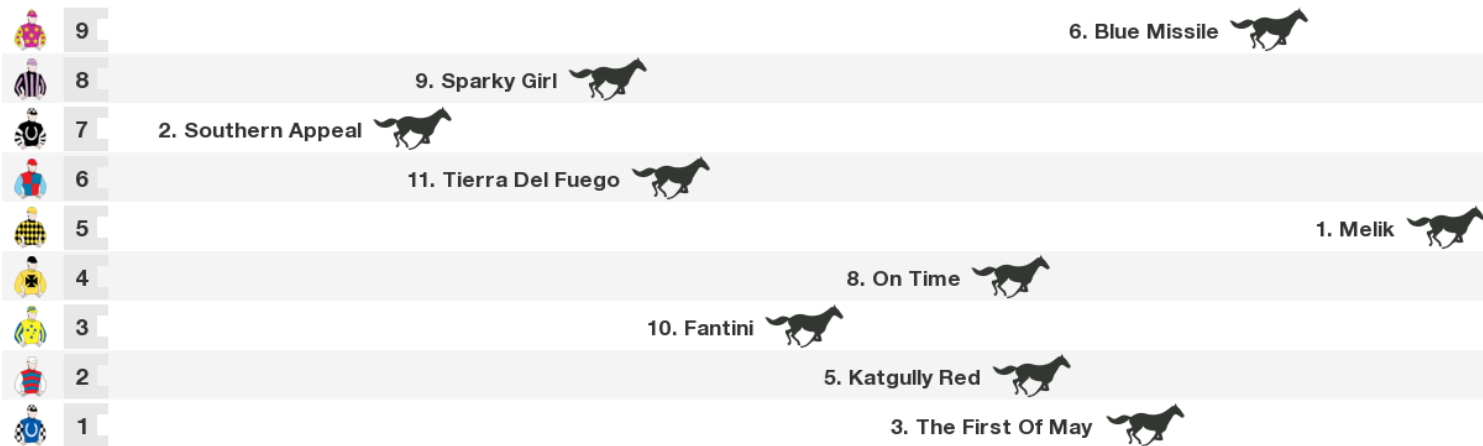 9 6. Blue Missile
8 9. Sparky Girl
7 2. Southern Appeal
6 11. Tierra Del Fuego
5 1. Melik
4 8. On Time
3 10. Fantini
2 5. Katgully Red
1 3. The First Of May